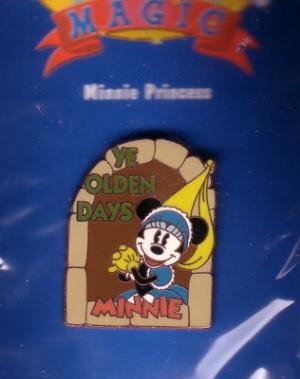 MAGIC
Minnie Princess
YE
OLDEN
DAYS
MINNIE